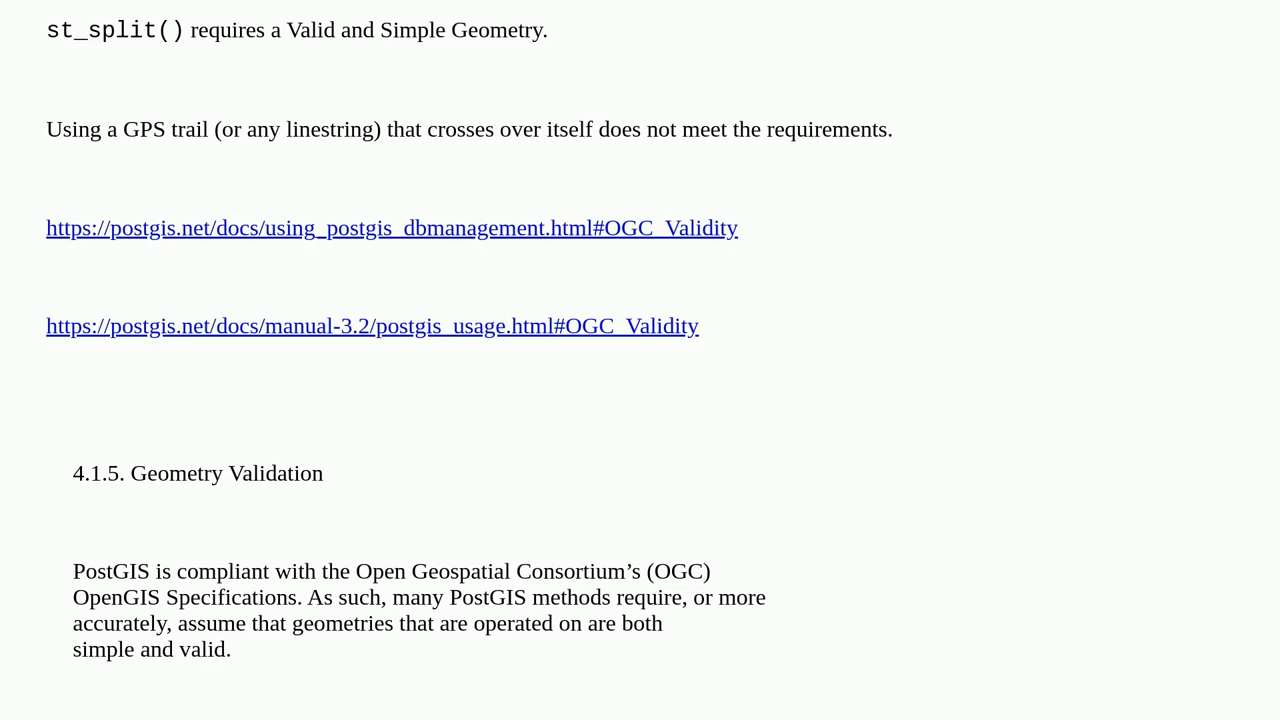 st_split() requires a Valid and Simple Geometry.
Using a GPS trail (or any linestring) that crosses over itself does not meet the requirements.
https://postgis.net/docs/using_postgis_dbmanagement.html#OGC_Validity
https://postgis.net/docs/manual-3.2/postgis_usage.html#OGC_Validity
4.1.5. Geometry Validation
PostGIS is compliant with the Open Geospatial Consortium’s (OGC)
OpenGIS Specifications. As such, many PostGIS methods require, or more
accurately, assume that geometries that are operated on are both
simple and valid.